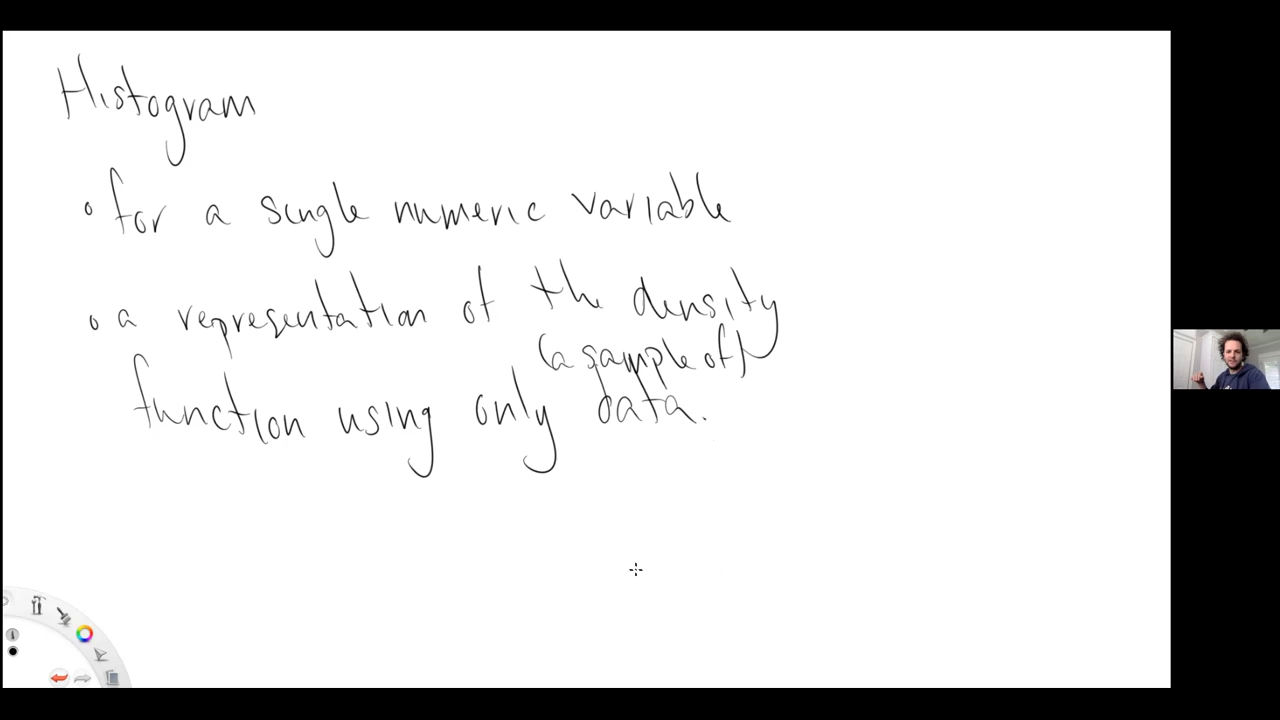 Histogram
• for a single numeric variable
• a representation of the density
(a sample of)
function using only data.